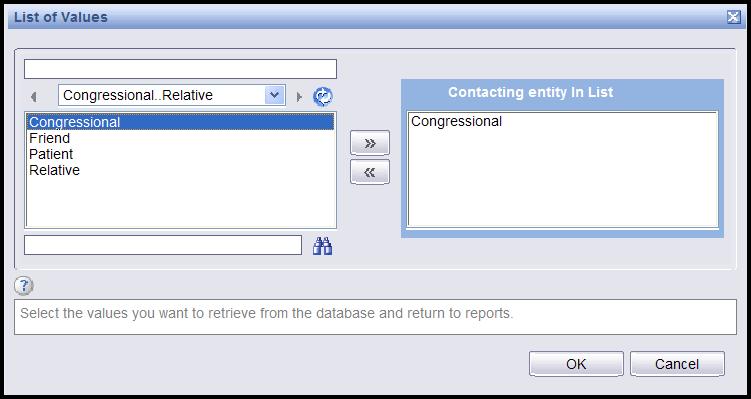 List of Values
Congressional..Relative
Congressional
Friend
Patient
Relative
»
«
Contacting entity In List
Congressional
?
Select the values you want to retrieve from the database and return to reports.
OK
Cancel